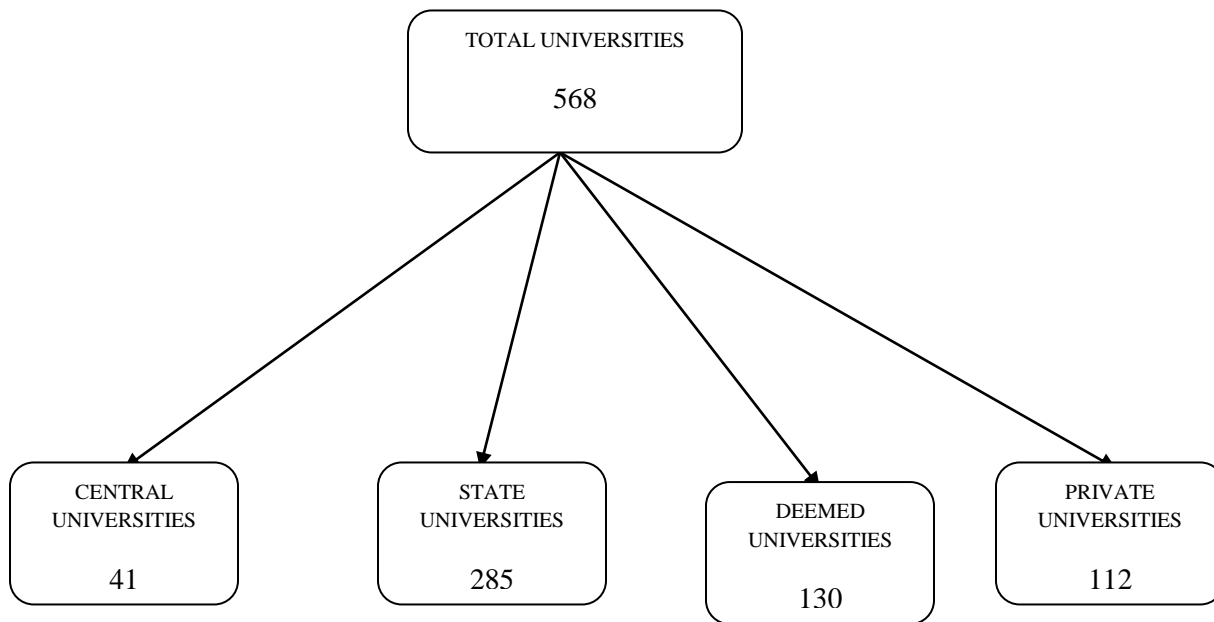 TOTAL UNIVERSITIES
568
CENTRAL
UNIVERSITIES
41
STATE
UNIVERSITIES
285
DEEMED
UNIVERSITIES
130
PRIVATE
UNIVERSITIES
112